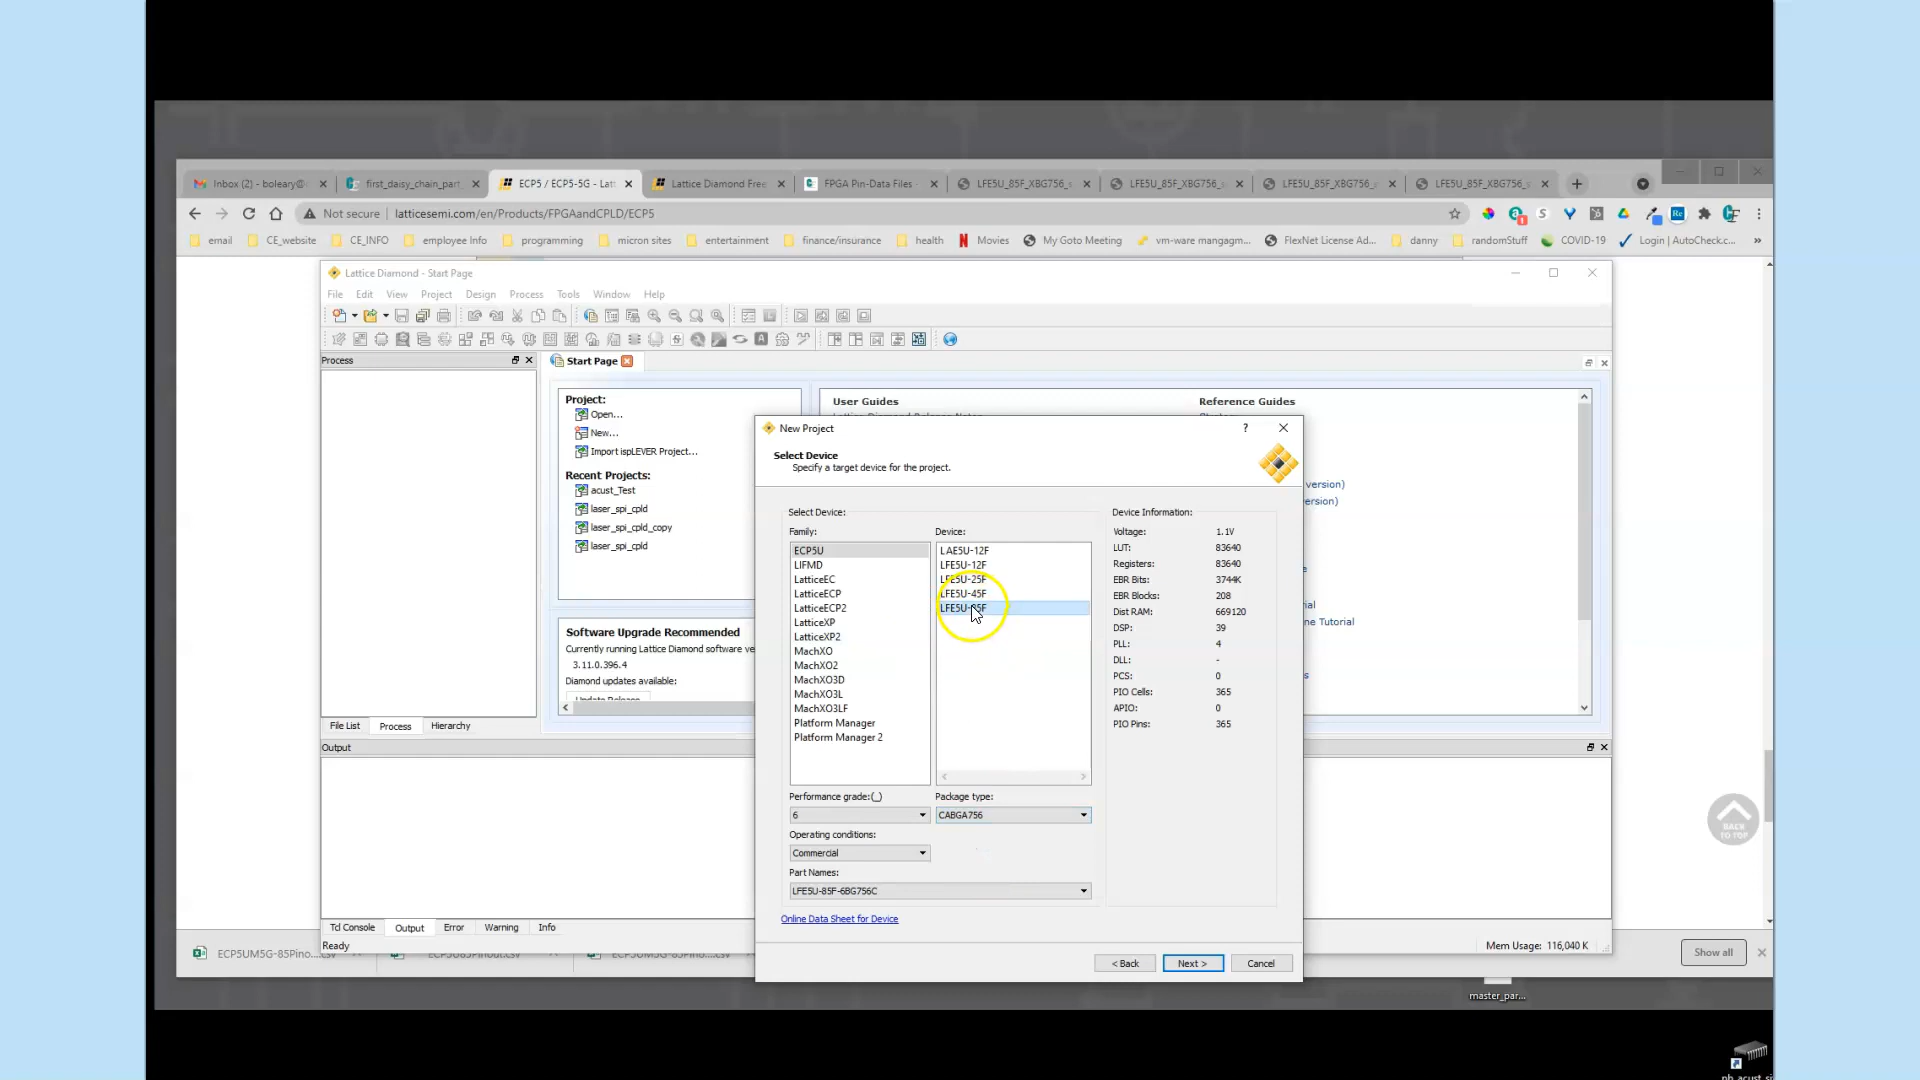 Inbox (2) - boleary@
first_daisy_chain_part
ECP5 / ECP5-5G - Latt
Lattice Diamond Free
FPGA Pin-Data Files -
LFE5U_85F_XBG756_s
LFE5U_85F_XBG756_s
LFE5U_85F_XBG756_
LFE5U_85F_XBG756_s
Not secure
latticesemi.com/en/Products/FPGAandCPLD/ECP5
email
CE_website
CE_INFO
employee Info
programming
micron sites
entertainment
finance/insurance
health
Movies
My Goto Meeting
vm-ware mangagm...
FlexNet License Ad...
danny
randomStuff
COVID-19
Login | AutoCheck.c...
Lattice Diamond - Start Page
File Edit View Project Design Process Tools Window Help
Process
Start Page
Project:
Open...
New...
Import ispLEVER Project...
Recent Projects:
acust_Test
laser_spi_cpld
laser_spi_cpld_copy
laser_spi_cpld
Software Upgrade Recommended
Currently running Lattice Diamond software ve
3.11.0.396.4
Diamond updates available:
User Guides
Reference Guides
version)
ersion)
ne Tutorial
File List Process Hierarchy
Output
Tcl Console Output Error Warning Info
Ready
Mem Usage: 116,040 K
New Project
Select Device
Specify a target device for the project.
Select Device:
Family:
ECP5U
LIFMD
LatticeEC
LatticeECP
LatticeECP2
LatticeXP
LatticeXP2
MachXO
MachXO2
MachXO3D
MachXO3L
MachXO3LF
Platform Manager
Platform Manager 2
Device:
LAE5U-12F
LFE5U-12F
LFE5U-25F
LFE5U-45F
LFE5U-85F
Device Information:
Voltage: 1.1V
LUT: 83640
Registers: 83640
EBR Bits: 3744K
EBR Blocks: 208
Dist RAM: 669120
DSP: 39
PLL: 4
DLL: -
PCS: 0
PIO Cells: 365
APIO: 0
PIO Pins: 365
Performance grade:(_)
6
Package type:
CABGA756
Operating conditions:
Commercial
Part Names:
LFE5U-85F-6BG756C
Online Data Sheet for Device
< Back
Next >
Cancel
BACK
TO TOP
ECP5UM5G-85Pino....csv
Show all
master_par...